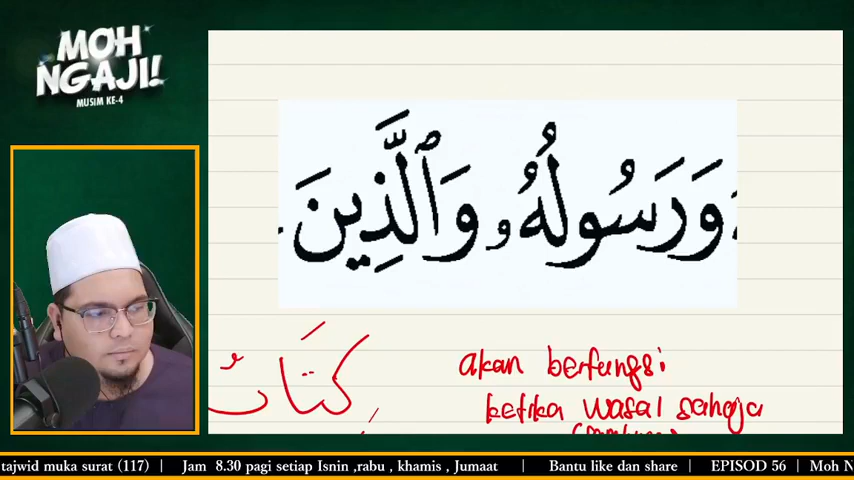 MOH
NGAJI!
MUSIM KE-4
وَرَسُولُهُۥ وَٱلَّذِينَ
akan berfungsi
ketika wasal sahaja
tajwid muka surat (117) | Jam 8.30 pagi setiap Isnin ,rabu , khamis , Jumaat | Bantu like dan share | EPISOD 56 | Moh N